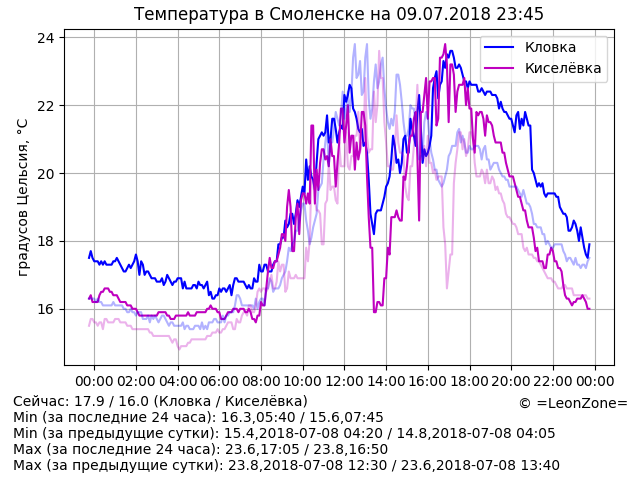 Температура в Смоленске на 09.07.2018 23:45
Кловка
Киселёвка
градусов Цельсия, °C
24
22
20
18
16
00:00 02:00 04:00 06:00 08:00 10:00 12:00 14:00 16:00 18:00 20:00 22:00 00:00
Сейчас: 17.9 / 16.0 (Кловка / Киселёвка)
© =LeonZone=
Min (за последние 24 часа): 16.3,05:40 / 15.6,07:45
Min (за предыдущие сутки): 15.4,2018-07-08 04:20 / 14.8,2018-07-08 04:05
Max (за последние 24 часа): 23.6,17:05 / 23.8,16:50
Max (за предыдущие сутки): 23.8,2018-07-08 12:30 / 23.6,2018-07-08 13:40